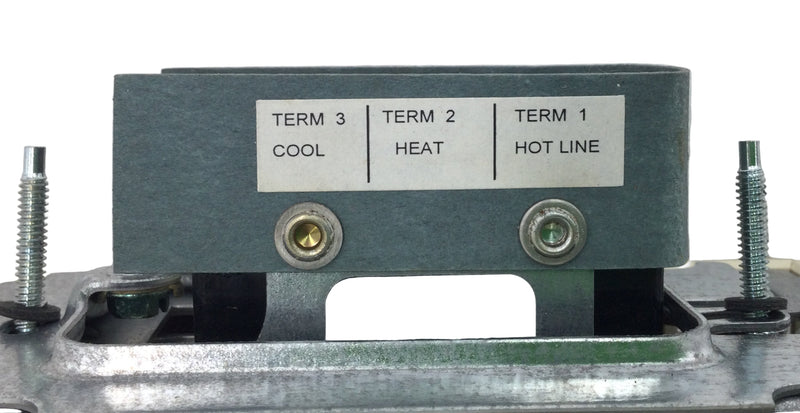 TERM 3 TERM 2 TERM 1
COOL HEAT HOT LINE